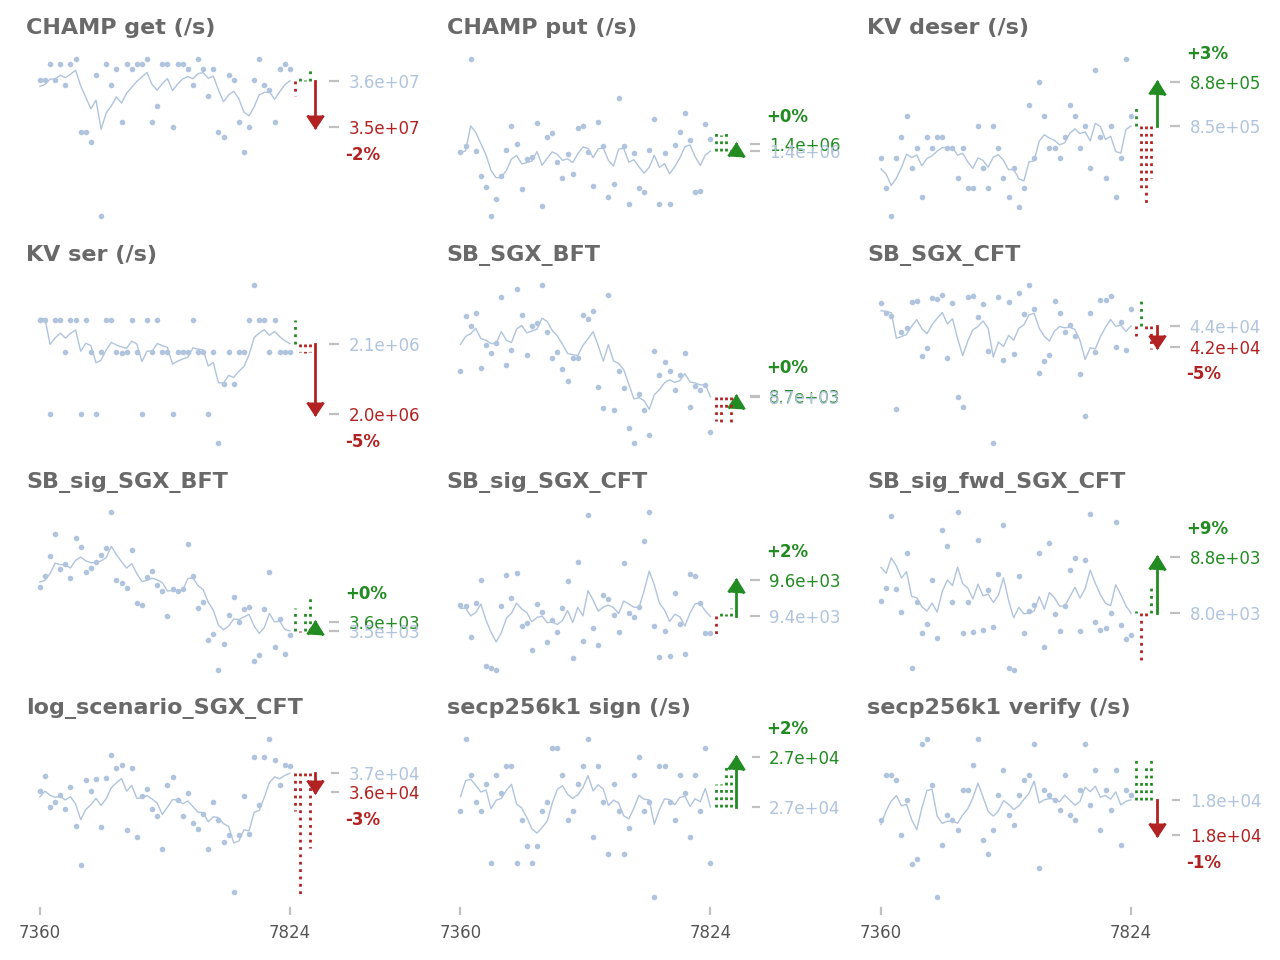 CHAMP get (/s)
3.6e+07
3.5e+07
-2%
CHAMP put (/s)
+0%
1.4e+06
1.4e+06
KV deser (/s)
+3%
8.8e+05
8.5e+05
KV ser (/s)
2.1e+06
2.0e+06
-5%
SB_SGX_BFT
+0%
8.7e+03
SB_SGX_CFT
4.4e+04
4.2e+04
-5%
SB_sig_SGX_BFT
+0%
3.6e+03
3.5e+03
SB_sig_SGX_CFT
+2%
9.6e+03
9.4e+03
SB_sig_fwd_SGX_CFT
+9%
8.8e+03
8.0e+03
log_scenario_SGX_CFT
3.7e+04
3.6e+04
-3%
secp256k1 sign (/s)
+2%
2.7e+04
2.7e+04
secp256k1 verify (/s)
1.8e+04
1.8e+04
-1%
7360 7824
7360 7824
7360 7824